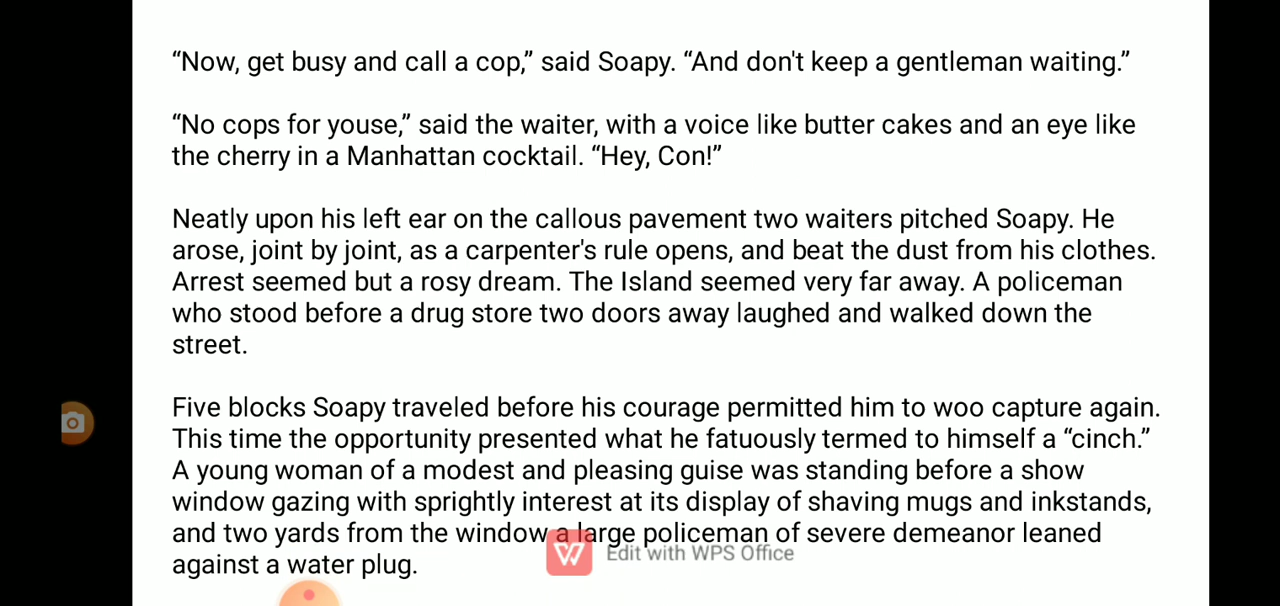 “Now, get busy and call a cop,” said Soapy. “And don't keep a gentleman waiting.”
“No cops for youse,” said the waiter, with a voice like butter cakes and an eye like
the cherry in a Manhattan cocktail. “Hey, Con!”
Neatly upon his left ear on the callous pavement two waiters pitched Soapy. He
arose, joint by joint, as a carpenter's rule opens, and beat the dust from his clothes.
Arrest seemed but a rosy dream. The Island seemed very far away. A policeman
who stood before a drug store two doors away laughed and walked down the
street.
Five blocks Soapy traveled before his courage permitted him to woo capture again.
This time the opportunity presented what he fatuously termed to himself a “cinch.”
A young woman of a modest and pleasing guise was standing before a show
window gazing with sprightly interest at its display of shaving mugs and inkstands,
and two yards from the window a large policeman of severe demeanor leaned
Edit with WPS Office
against a water plug.